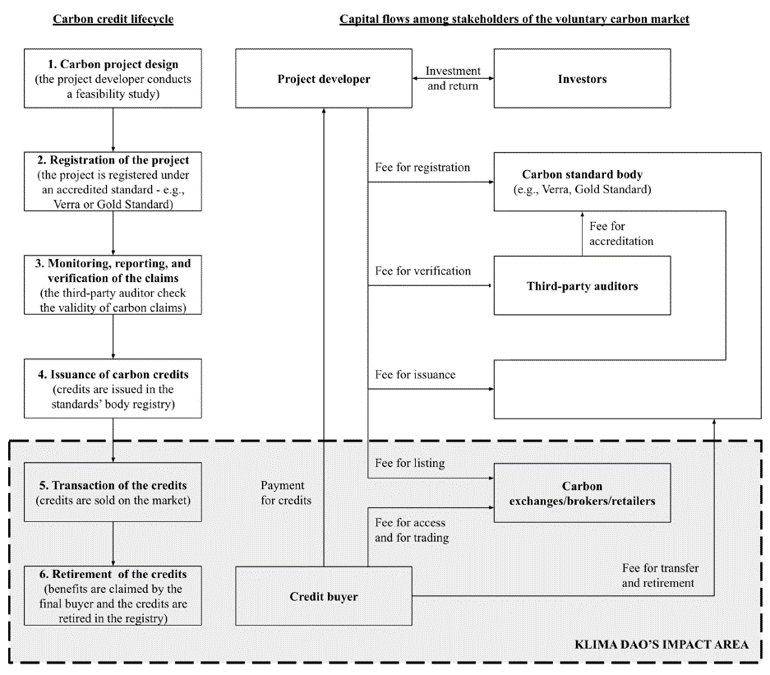 Carbon credit lifecycle
Capital flows among stakeholders of the voluntary carbon market
1. Carbon project design
(the project developer conducts
a feasibility study)
Project developer
Investment
and return
Investors
2. Registration of the project
(the project is registered under
an accredited standard - e.g.,
Verra or Gold Standard)
Fee for registration
Carbon standard body
(e.g., Verra, Gold Standard)
Fee for
accreditation
3. Monitoring, reporting, and
verification of the claims
(the third-party auditor check
the validity of carbon claims)
Fee for verification
Third-party auditors
4. Issuance of carbon credits
(credits are issued in the
standards' body registry)
Fee for issuance
5. Transaction of the credits
(credits are sold on the market)
Payment
for credits
Fee for listing
Carbon
exchanges/brokers/retailers
Fee for access
and for trading
6. Retirement of the credits
(benefits are claimed by the
final buyer and the credits are
retired in the registry)
Credit buyer
Fee for transfer
and retirement
KLIMA DAO'S IMPACT AREA